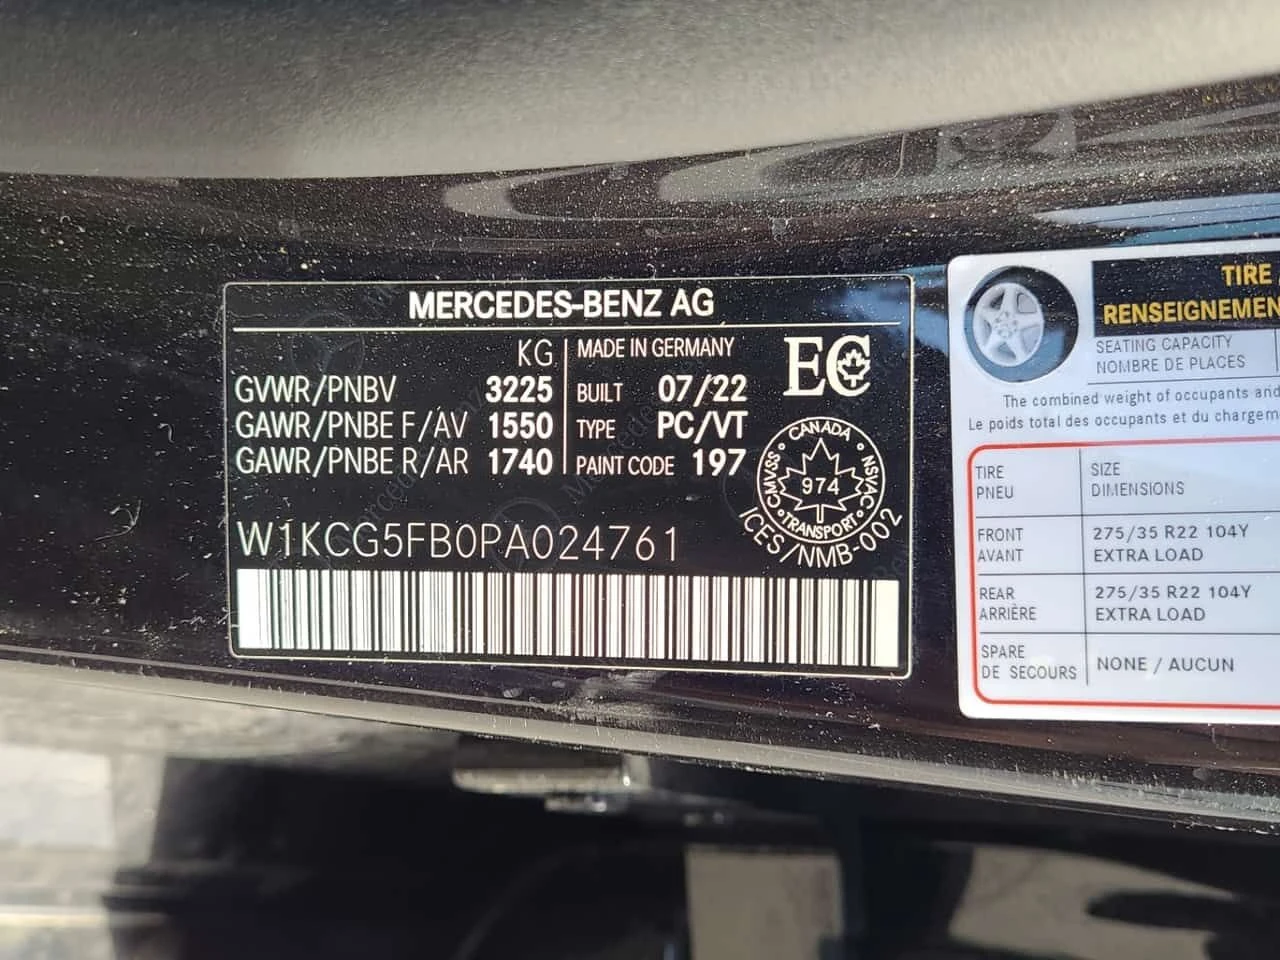 MERCEDES-BENZ AG
KG
GVWR/PNBV 3225
GAWR/PNBE F/AV 1550
GAWR/PNBE R/AR 1740
MADE IN GERMANY
BUILT 07/22
TYPE PC/VT
PAINT CODE 197
EC
CANADA
CMVSS 974 NSVAC
TRANSPORT
ICES/NMB-002
W1KCG5FB0PA024761
TIRE
RENSEIGNEMEN
SEATING CAPACITY
NOMBRE DE PLACES
The combined weight of occupants and
Le poids total des occupants et du chargem
TIRE
PNEU
SIZE
DIMENSIONS
FRONT
AVANT
275/35 R22 104Y
EXTRA LOAD
REAR
ARRIÈRE
275/35 R22 104Y
EXTRA LOAD
SPARE
DE SECOURS
NONE / AUCUN